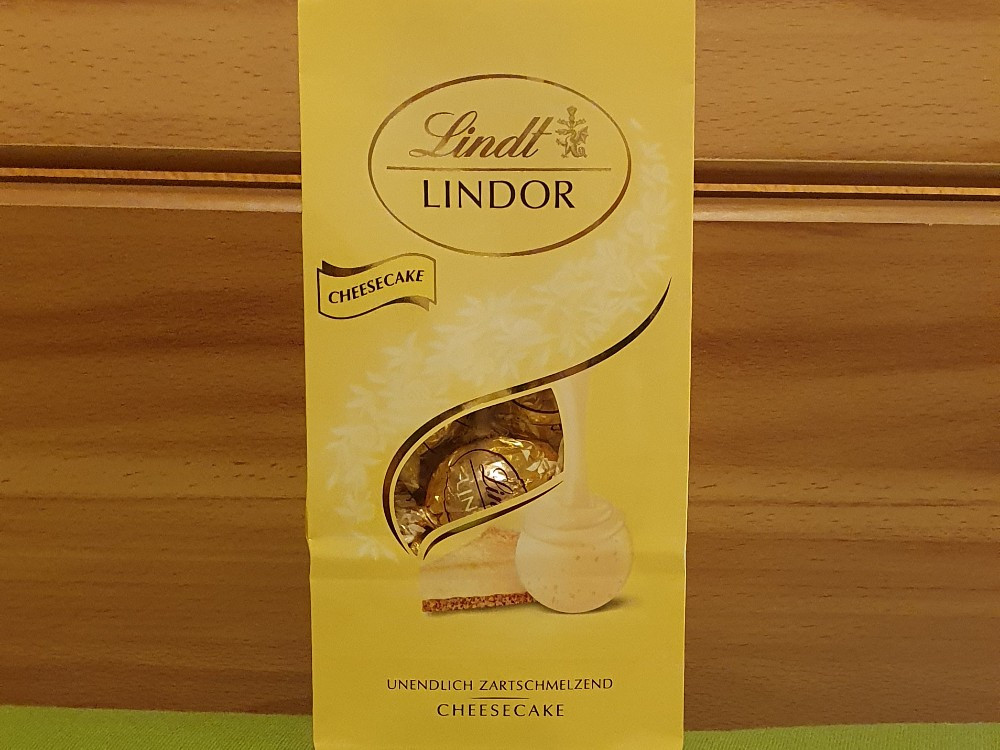 Lindt
LINDOR
CHEESECAKE
UNENDLICH ZARTSCHMELZEND
CHEESECAKE